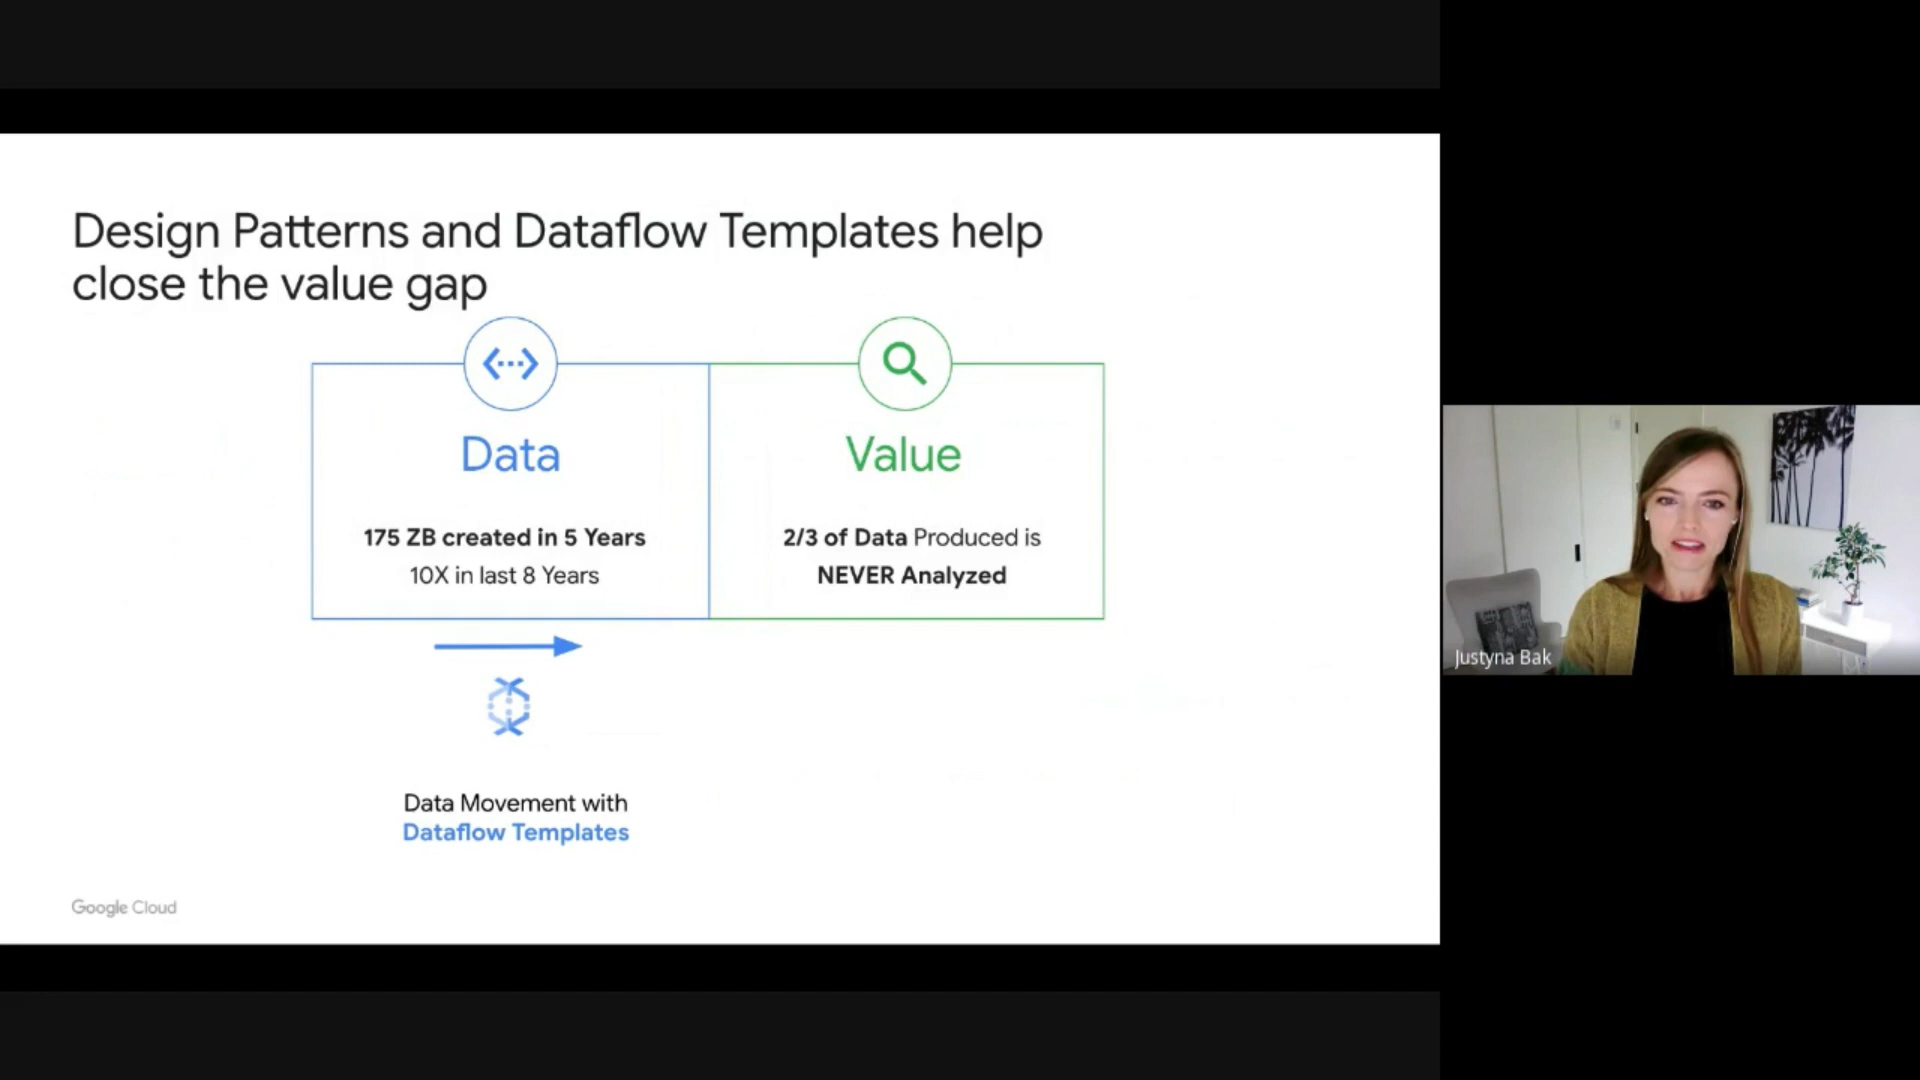 Design Patterns and Dataflow Templates help
close the value gap
Data
175 ZB created in 5 Years
10X in last 8 Years
Value
2/3 of Data Produced is
NEVER Analyzed
Data Movement with
Dataflow Templates
Google Cloud
Justyna Bak